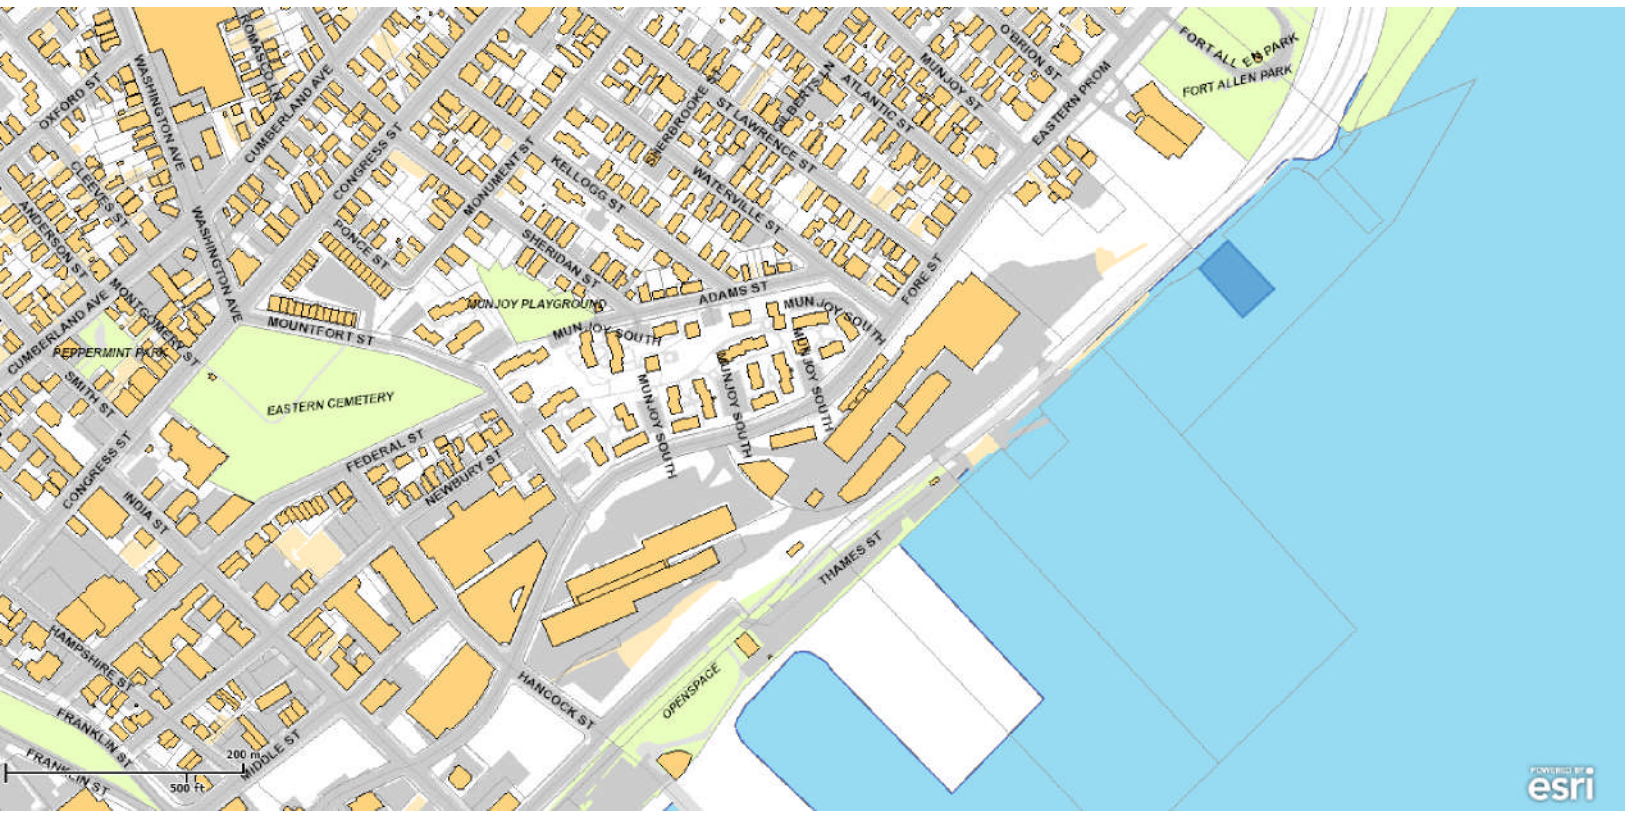 O'BRION ST
FORT ALLEN PARK
FORT ALLEN PARK
MUNJOY ST
EASTERN PROM
ATLANTIC ST
ST LAWRENCE ST
WATERVILLE ST
MONUMENT ST
KELLOGG ST
CONGRESS ST
CUMBERLAND AVE
WASHINGTON AVE
OXFORD ST
CLEEVES ST
ANDERSON ST
WASHINGTON AVE
PONCE ST
SHERIDAN ST
FORE ST
MONTGOMERY ST
CUMBERLAND AVE
MOUNTFORT ST
MUNJOY PLAYGROUND
ADAMS ST
MUNJOY SOUTH
MUNJOY SOUTH
PEPPERMINT PARK
SMITH ST
EASTERN CEMETERY
MUNJOY SOUTH
MUNJOY SOUTH
MUNJOY SOUTH
FEDERAL ST
NEWBURY ST
CONGRESS ST
INDIA ST
THAMES ST
HAMPSHIRE ST
HANCOCK ST
OPENSPACE
FRANKLIN ST
FRANKLIN ST
MIDDLE ST
200 m
500 ft
POWERED BY
esri